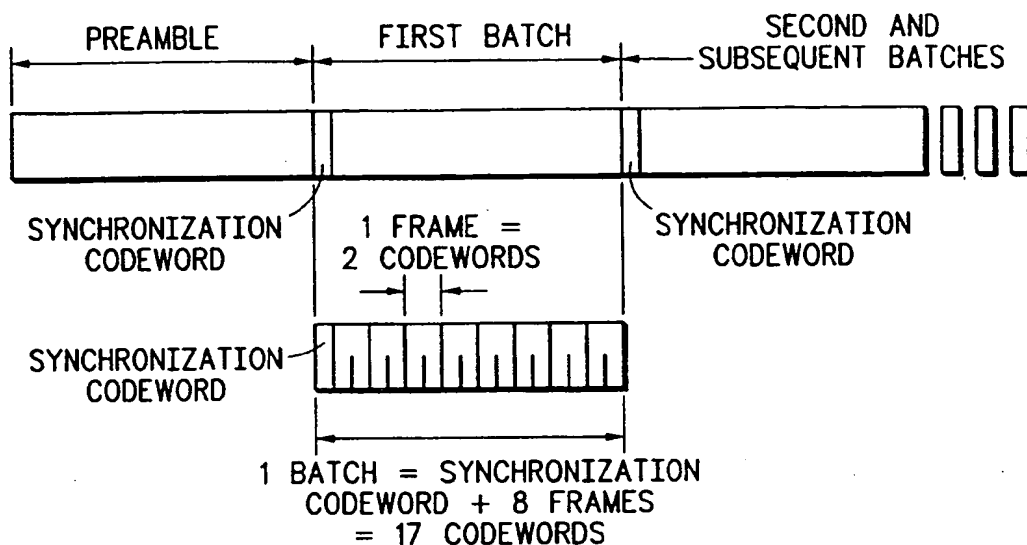 PREAMBLE
FIRST BATCH
SECOND AND
SUBSEQUENT BATCHES
SYNCHRONIZATION
CODEWORD
1 FRAME =
2 CODEWORDS
SYNCHRONIZATION
CODEWORD
SYNCHRONIZATION
CODEWORD
1 BATCH = SYNCHRONIZATION
CODEWORD + 8 FRAMES
= 17 CODEWORDS